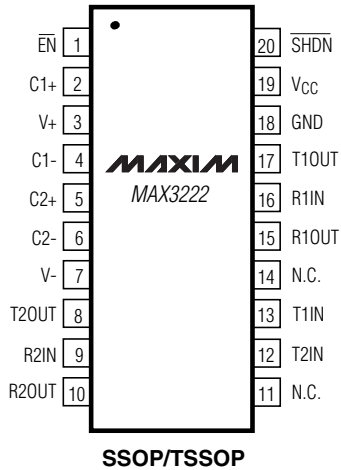 EN 1 20 SHDN
C1+ 2 19 VCC
V+ 3 18 GND
C1- 4 MAXIM 17 T1OUT
C2+ 5 MAX3222 16 R1IN
C2- 6 15 R1OUT
V- 7 14 N.C.
T2OUT 8 13 T1IN
R2IN 9 12 T2IN
R2OUT 10 11 N.C.
SSOP/TSSOP